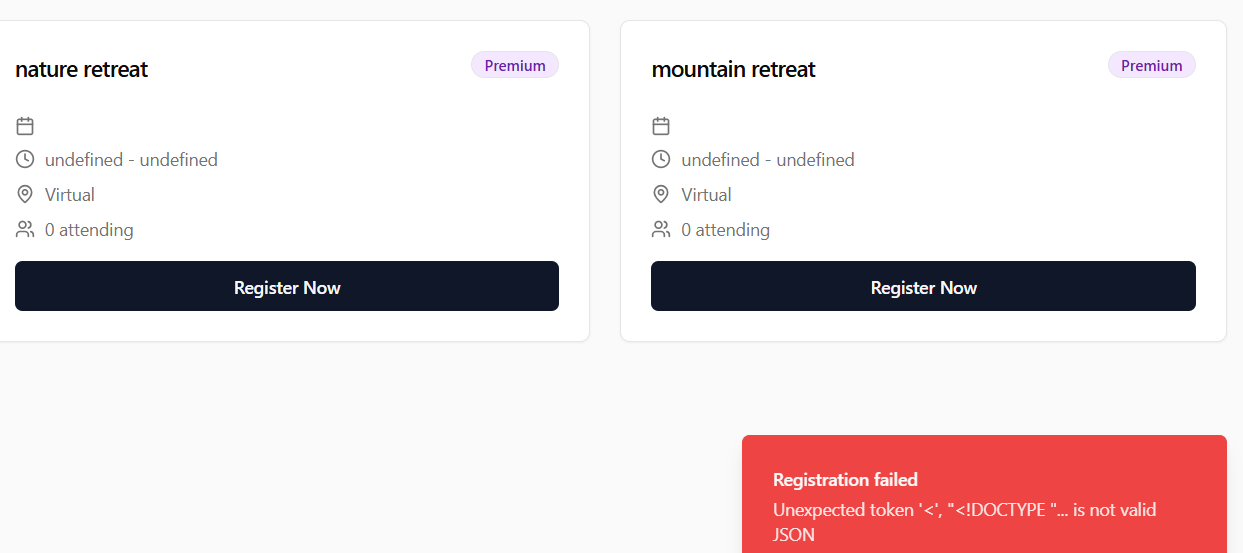 nature retreat
Premium
undefined - undefined
Virtual
0 attending
Register Now
mountain retreat
Premium
undefined - undefined
Virtual
0 attending
Register Now
Registration failed
Unexpected token '<', "<!DOCTYPE "... is not valid
JSON